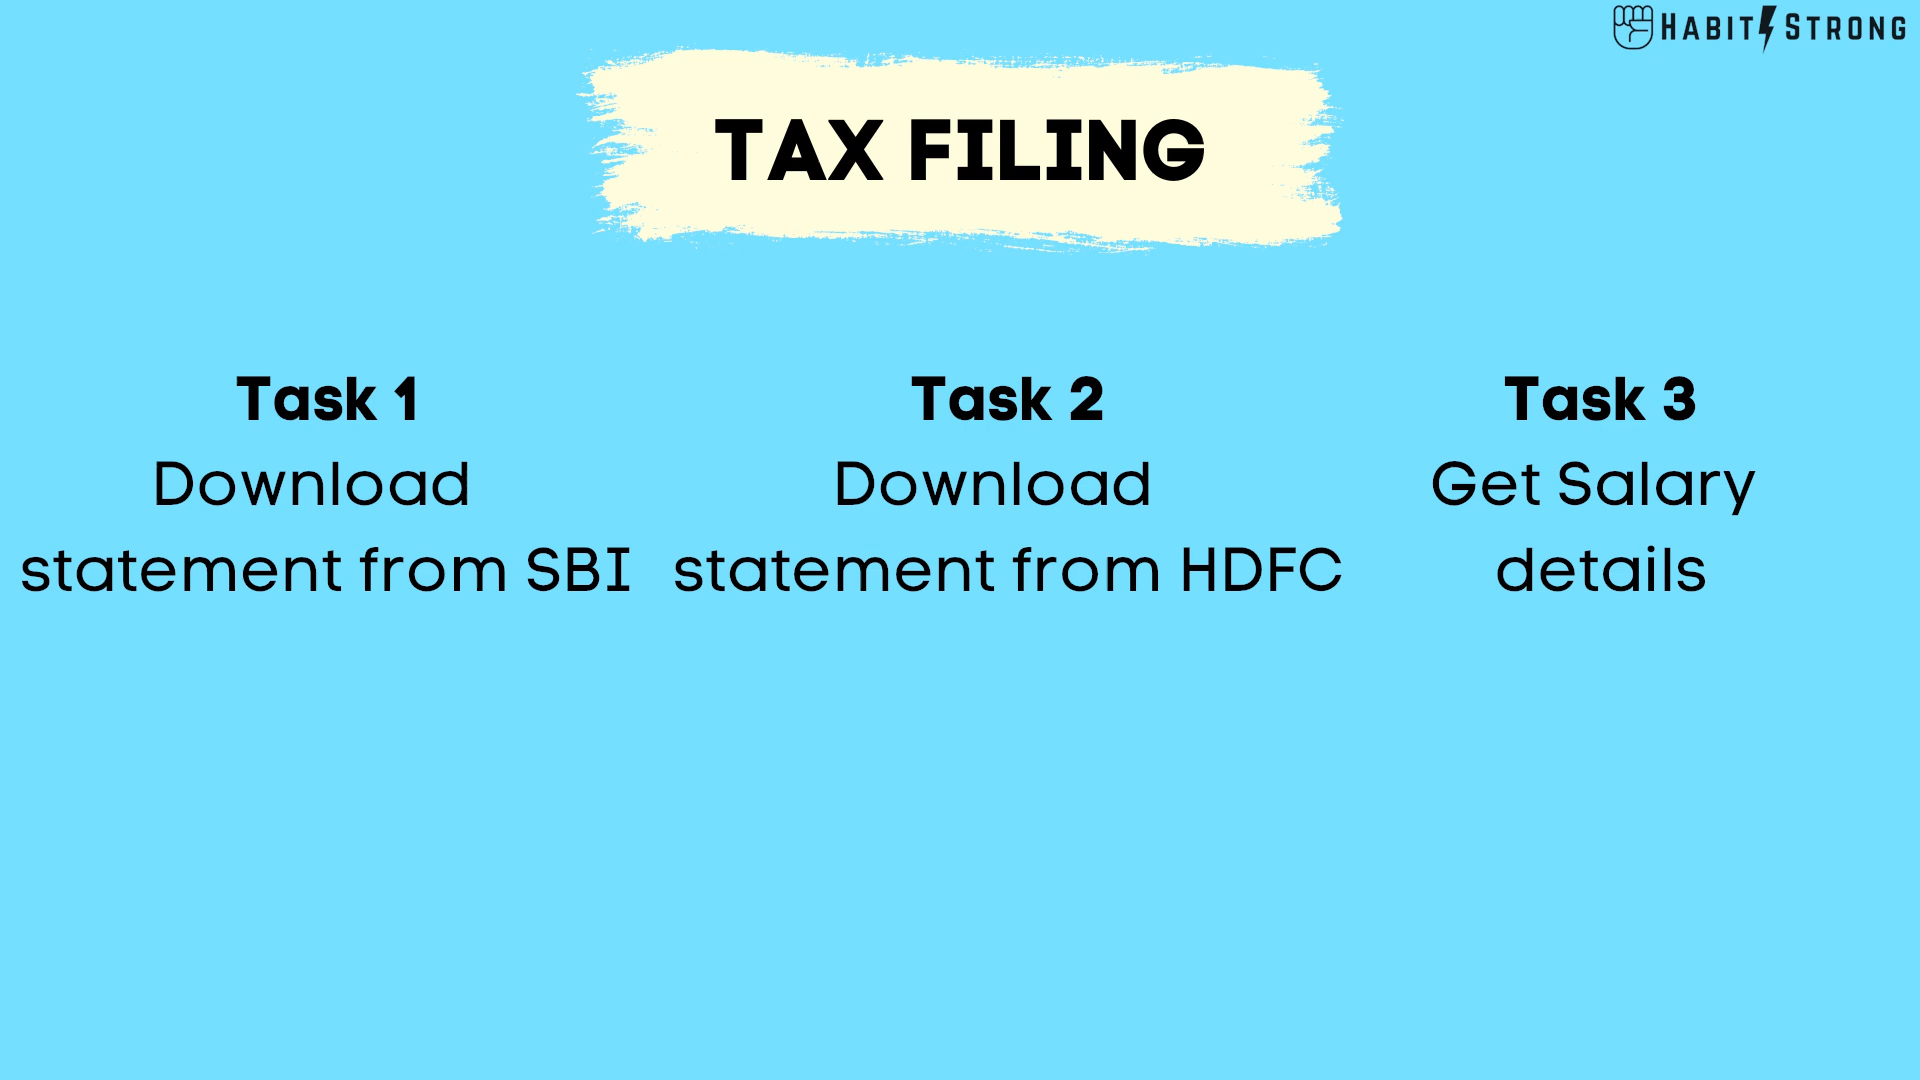 HABIT STRONG
TAX FILING
Task 1
Download
statement from SBI
Task 2
Download
statement from HDFC
Task 3
Get Salary
details